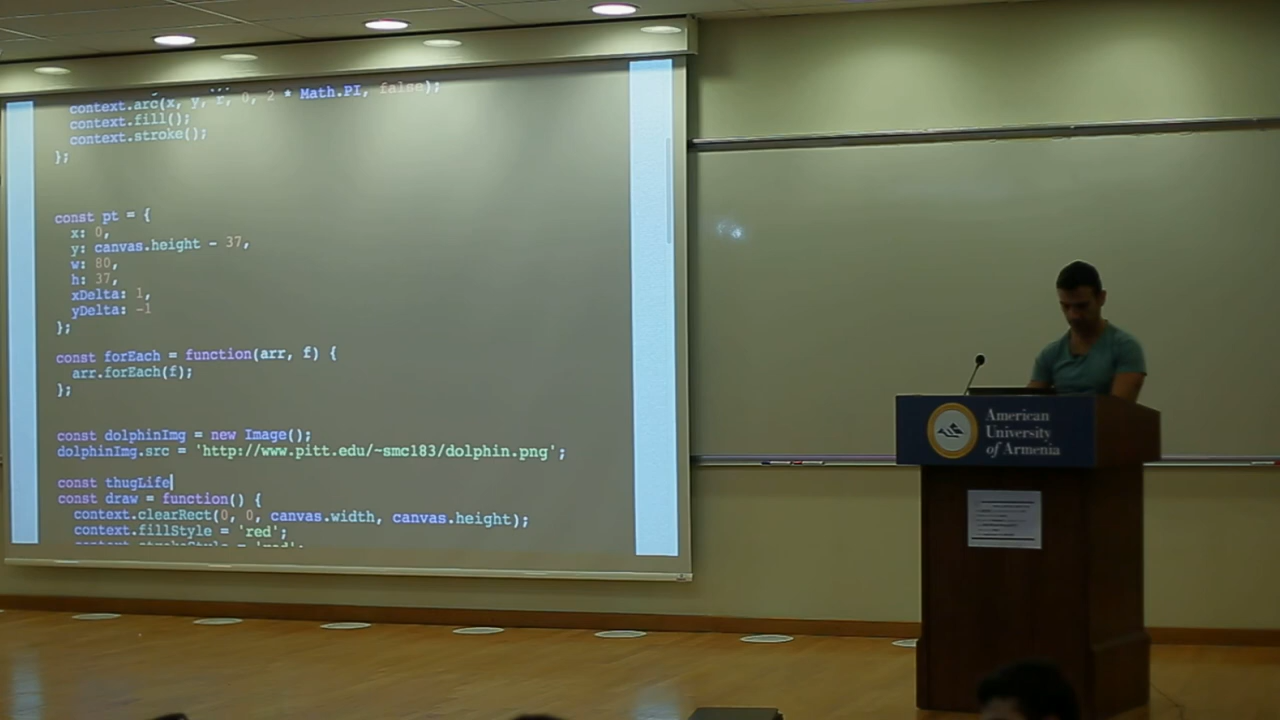 context.arc(x, y, r, 0, 2 * Math.PI, false);
context.fill();
context.stroke();
};
const pt = {
x: 0,
y: canvas.height - 37,
w: 80,
h: 37,
xDelta: 1,
yDelta: -1
};
const forEach = function(arr, f) {
arr.forEach(f);
};
const dolphinImg = new Image();
dolphinImg.src = 'http://www.pitt.edu/~smc183/dolphin.png';
const thugLife
const draw = function() {
context.clearRect(0, 0, canvas.width, canvas.height);
context.fillStyle = 'red';
American
University
of Armenia